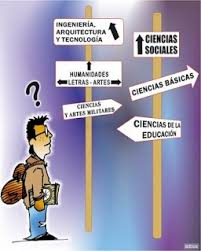 INGENIERÍA,
ARQUITECTURA
Y TECNOLOGÍA
CIENCIAS
SOCIALES
HUMANIDADES
LETRAS - ARTES
CIENCIAS BÁSICAS
CIENCIAS
Y ARTES MILITARES
CIENCIAS DE LA
EDUCACIÓN
?